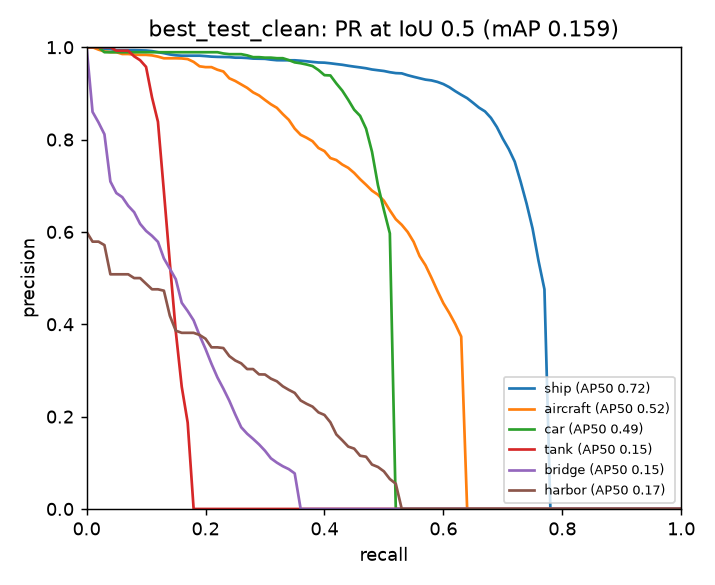 best_test_clean: PR at IoU 0.5 (mAP 0.159)
1.0
0.8
0.6
0.4
0.2
0.0
precision
ship (AP50 0.72)
aircraft (AP50 0.52)
car (AP50 0.49)
tank (AP50 0.15)
bridge (AP50 0.15)
harbor (AP50 0.17)
0.0 0.2 0.4 0.6 0.8 1.0
recall